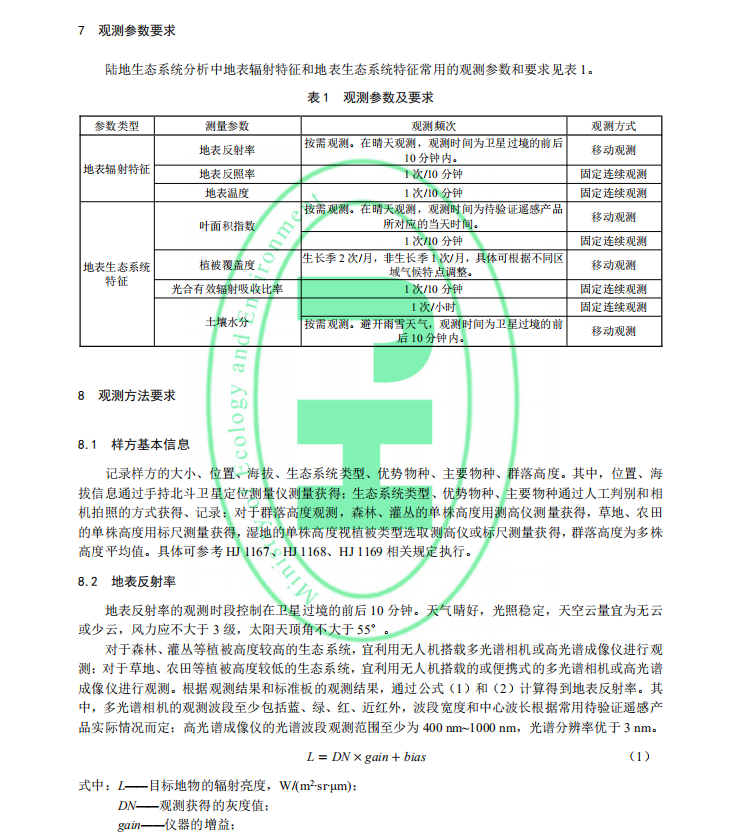 7 观测参数要求
陆地生态系统分析中地表辐射特征和地表生态系统特征常用的观测参数和要求见表 1。
表 1 观测参数及要求
参数类型 测量参数 观测频次 观测方式
地表辐射特征
地表反射率 按需观测。在晴天观测，观测时间为卫星过境的前后
10 分钟内。 移动观测
地表反照率 1 次/10 分钟 固定连续观测
地表温度 1 次/10 分钟 固定连续观测
地表生态系统
特征
叶面积指数 按需观测。在晴天观测，观测时间为待验证遥感产品
所对应的当天时间。 移动观测
1 次/10 分钟 固定连续观测
植被覆盖度 生长季 2 次/月，非生长季 1 次/月，具体可根据不同区
域气候特点调整。 移动观测
光合有效辐射吸收比率 1 次/10 分钟 固定连续观测
土壤水分 1 次/小时 固定连续观测
按需观测。避开雨雪天气，观测时间为卫星过境的前
后 10 分钟内。 移动观测
8 观测方法要求
8.1 样方基本信息
记录样方的大小、位置、海拔、生态系统类型、优势物种、主要物种、群落高度。其中，位置、海
拔信息通过手持北斗卫星定位测量仪测量获得；生态系统类型、优势物种、主要物种通过人工判别和相
机拍照的方式获得、记录；对于群落高度观测，森林、灌丛的单株高度用测高仪测量获得，草地、农田
的单株高度用标尺测量获得，湿地的单株高度视植被类型选取测高仪或标尺测量获得，群落高度为多株
高度平均值。具体可参考 HJ 1167、HJ 1168、HJ 1169 相关规定执行。
8.2 地表反射率
地表反射率的观测时段控制在卫星过境的前后 10 分钟。天气晴好，光照稳定，天空云量宜为无云
或少云，风力应不大于 3 级，太阳天顶角不大于 55°。
对于森林、灌丛等植被高度较高的生态系统，宜利用无人机搭载多光谱相机或高光谱成像仪进行观
测；对于草地、农田等植被高度较低的生态系统，宜利用无人机搭载的或便携式的多光谱相机或高光谱
成像仪进行观测。根据观测结果和标准板的观测结果，通过公式（1）和（2）计算得到地表反射率。其
中，多光谱相机的观测波段至少包括蓝、绿、红、近红外，波段宽度和中心波长根据常用待验证遥感产
品实际情况而定；高光谱成像仪的光谱波段观测范围至少为 400 nm~1000 nm，光谱分辨率优于 3 nm。
L = DN × gain + bias （1）
式中：L——目标地物的辐射亮度，W/(m²·sr·μm)；
DN——观测获得的灰度值；
gain——仪器的增益；
Ministry of Ecology and Environment